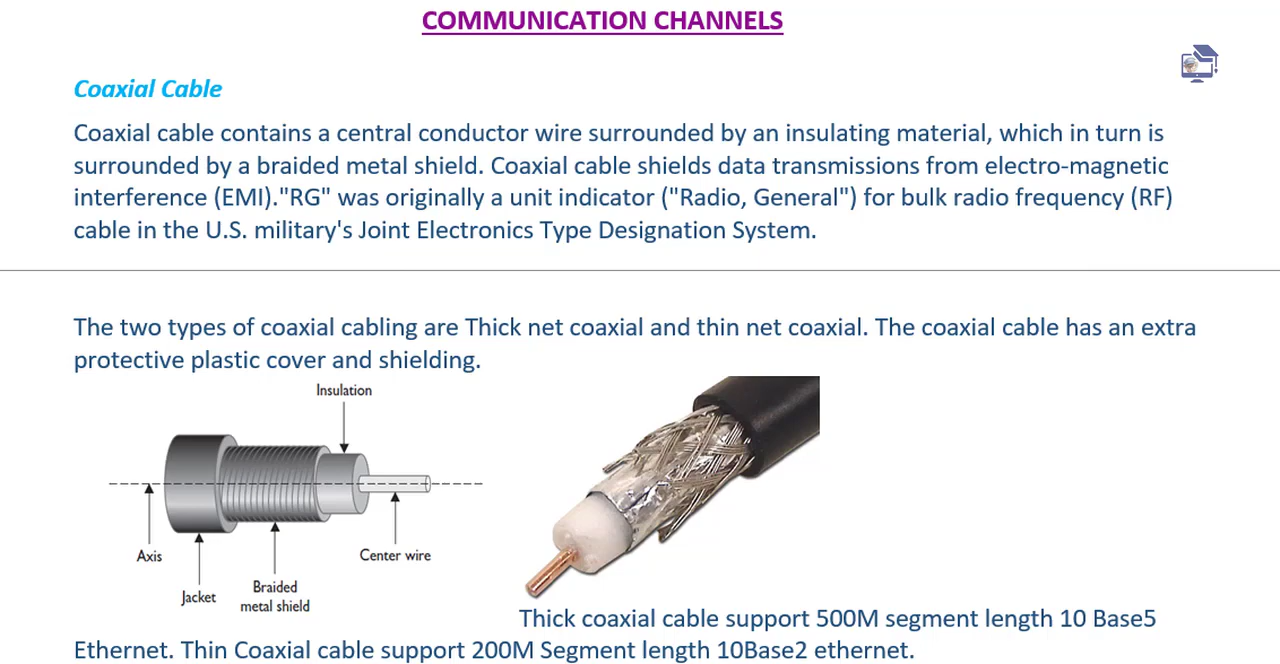 COMMUNICATION CHANNELS
Coaxial Cable
Coaxial cable contains a central conductor wire surrounded by an insulating material, which in turn is
surrounded by a braided metal shield. Coaxial cable shields data transmissions from electro-magnetic
interference (EMI)."RG" was originally a unit indicator ("Radio, General") for bulk radio frequency (RF)
cable in the U.S. military's Joint Electronics Type Designation System.
The two types of coaxial cabling are Thick net coaxial and thin net coaxial. The coaxial cable has an extra
protective plastic cover and shielding.
Insulation
Axis
Center wire
Jacket
Braided
metal shield
Thick coaxial cable support 500M segment length 10 Base5
Ethernet. Thin Coaxial cable support 200M Segment length 10Base2 ethernet.